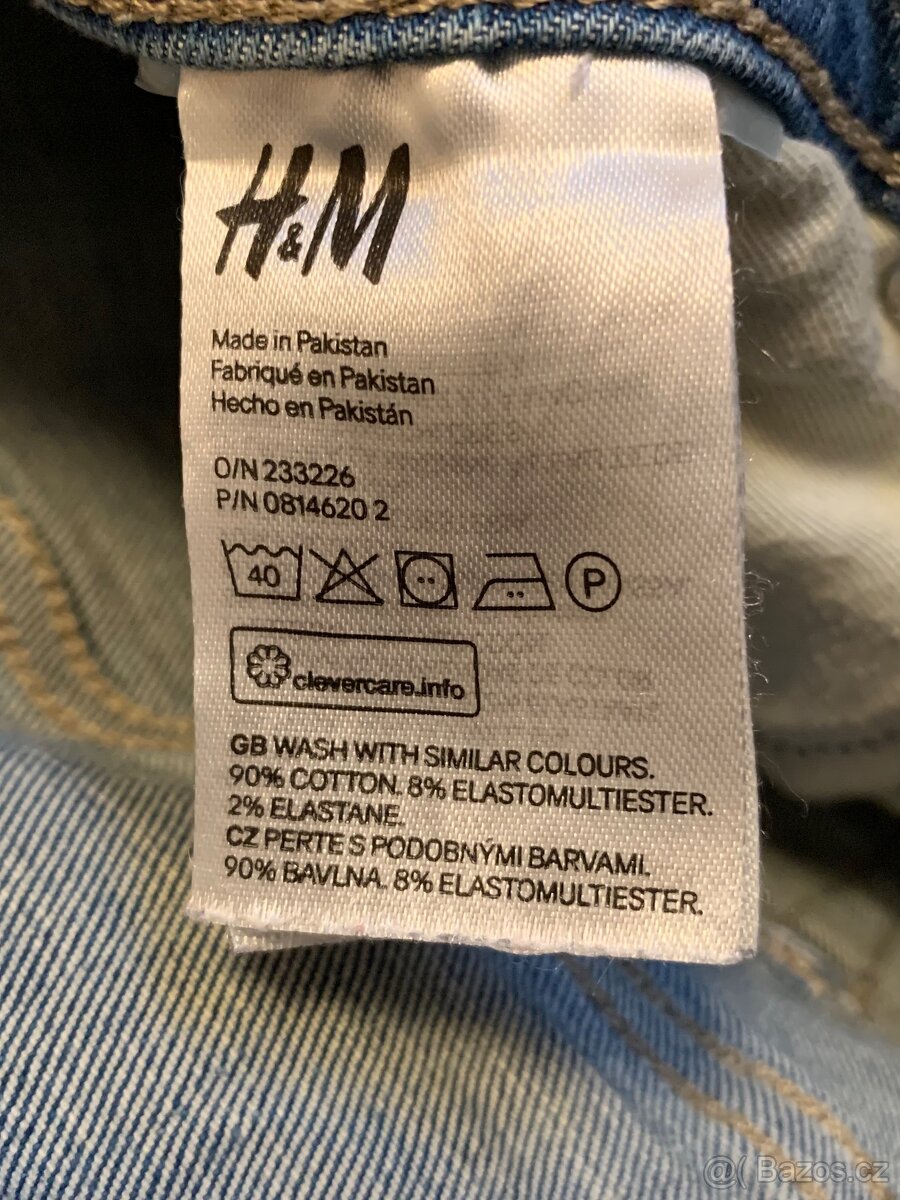 H&M
Made in Pakistan
Fabriqué en Pakistan
Hecho en Pakistán
O/N 233226
P/N 0814620 2
40
P
clevercare.info
GB WASH WITH SIMILAR COLOURS.
90% COTTON. 8% ELASTOMULTIESTER.
2% ELASTANE.
CZ PERTE S PODOBNÝMI BARVAMI.
90% BAVLNA. 8% ELASTOMULTIESTER.
@( Bazos.cz